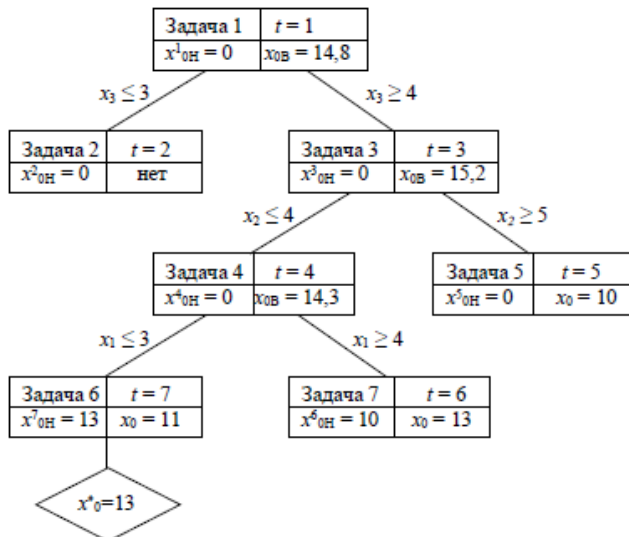 Задача 1 t = 1
x¹₀Н = 0 x₀В = 14,8
x₃ ≤ 3 x₃ ≥ 4
Задача 2 t = 2 Задача 3 t = 3
x²₀Н = 0 нет x³₀Н = 0 x₀В = 15,2
x₂ ≤ 4 x₂ ≥ 5
Задача 4 t = 4 Задача 5 t = 5
x⁴₀Н = 0 x₀В = 14,3 x⁵₀Н = 0 x₀ = 10
x₁ ≤ 3 x₁ ≥ 4
Задача 6 t = 7 Задача 7 t = 6
x⁷₀Н = 13 x₀ = 11 x⁶₀Н = 10 x₀ = 13
x*₀=13